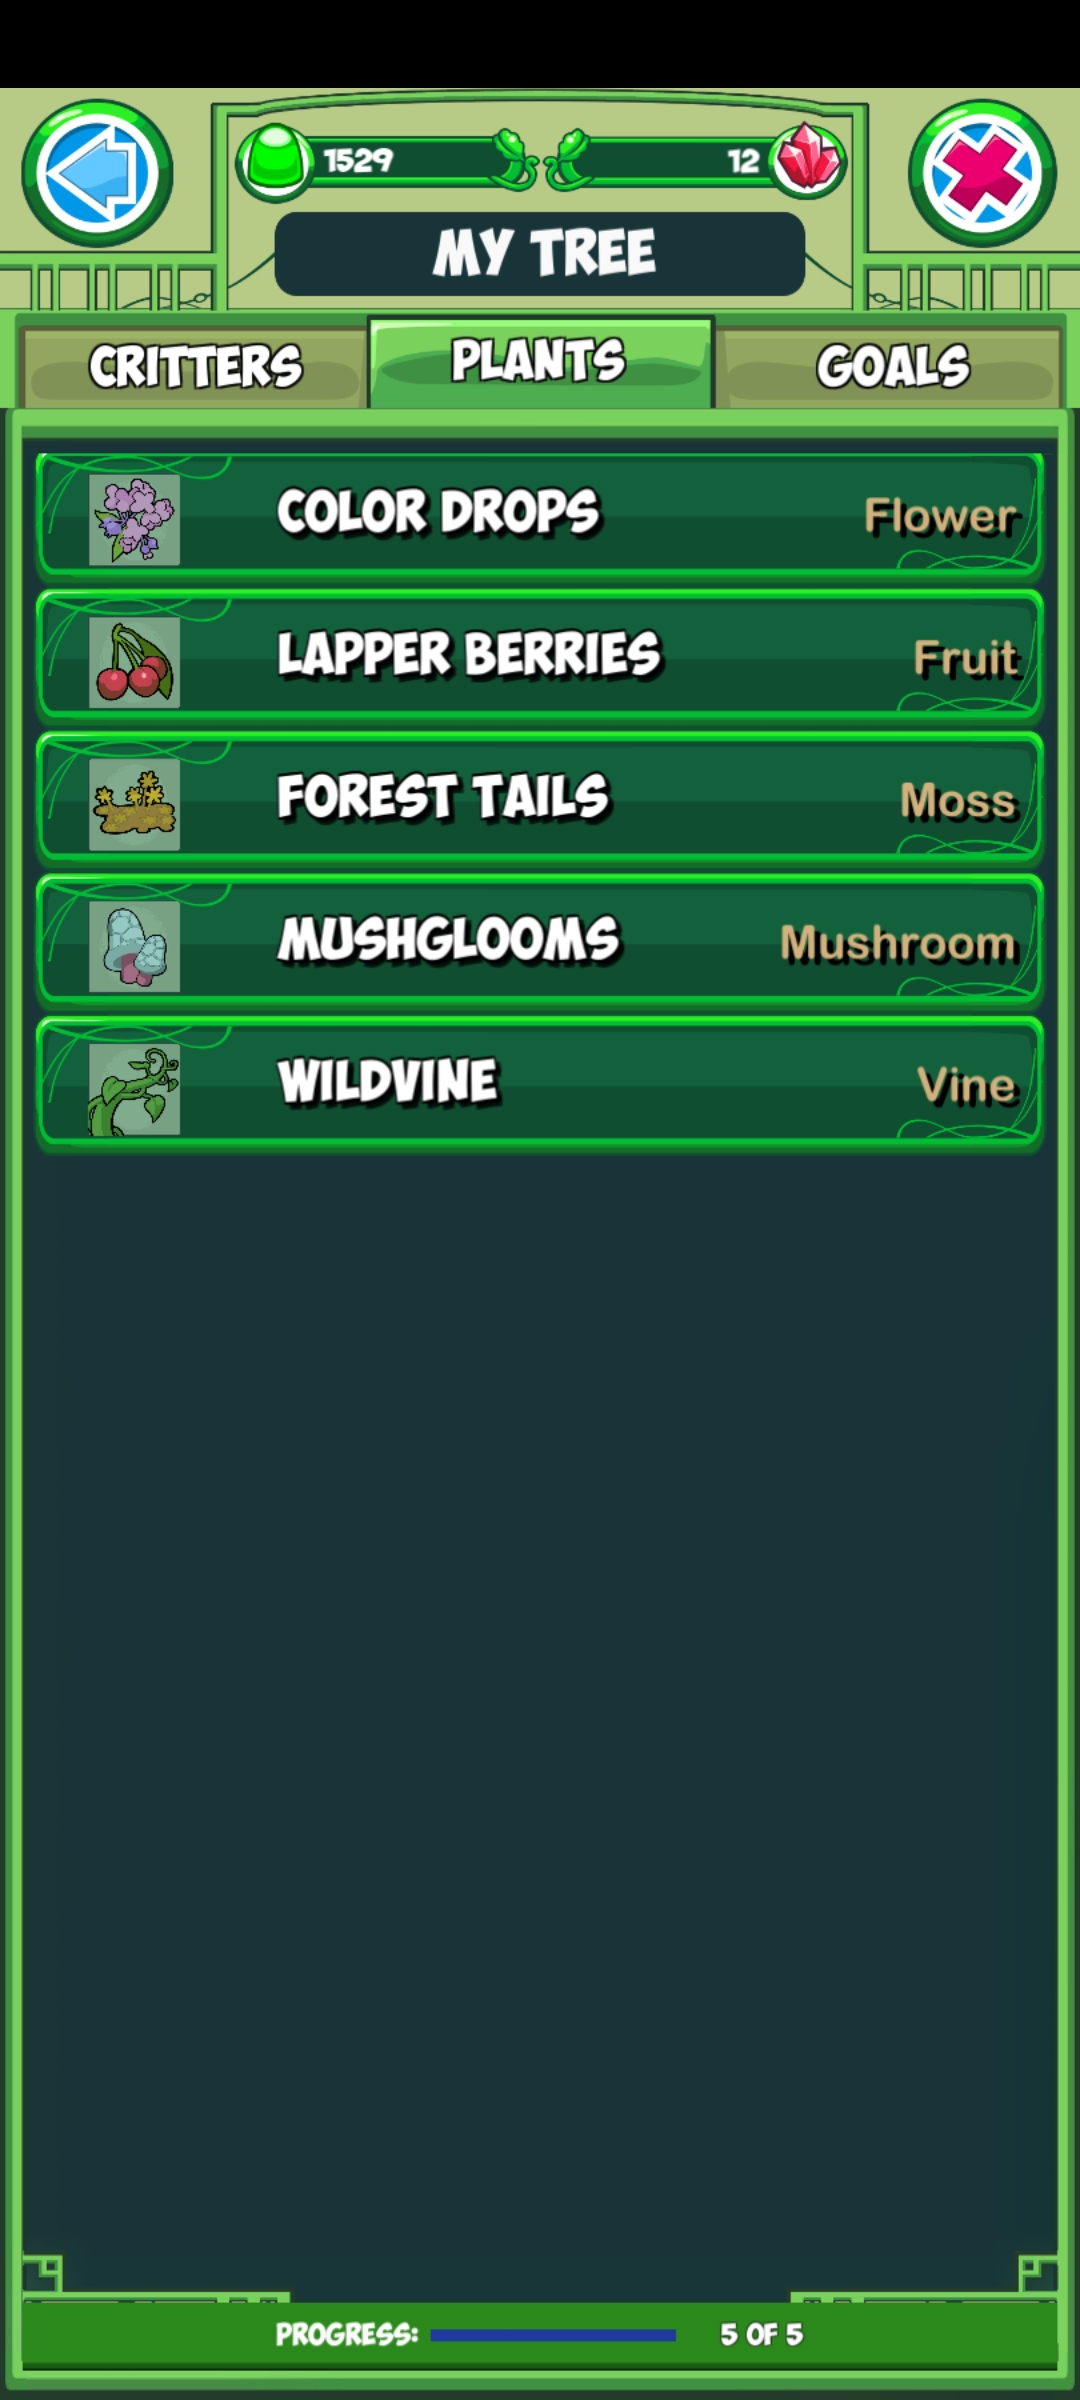 1529
12
MY TREE
CRITTERS
PLANTS
GOALS
COLOR DROPS
Flower
LAPPER BERRIES
Fruit
FOREST TAILS
Moss
MUSHGLOOMS
Mushroom
WILDVINE
Vine
PROGRESS:
5 OF 5